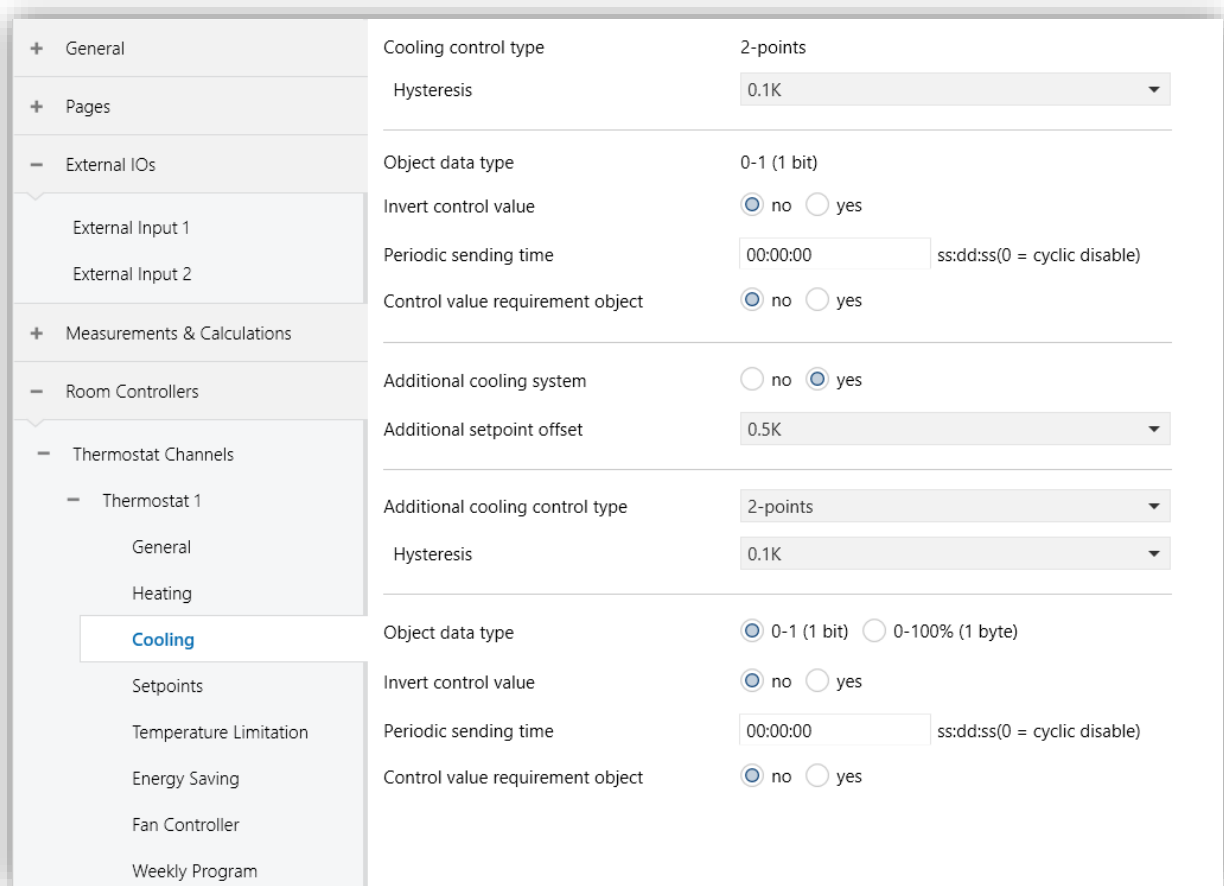 General
Pages
External IOs
External Input 1
External Input 2
Measurements & Calculations
Room Controllers
Thermostat Channels
Thermostat 1
General
Heating
Cooling
Setpoints
Temperature Limitation
Energy Saving
Fan Controller
Weekly Program
Cooling control type 2-points
Hysteresis 0.1K
Object data type 0-1 (1 bit)
Invert control value no yes
Periodic sending time 00:00:00 ss:dd:ss(0 = cyclic disable)
Control value requirement object no yes
Additional cooling system no yes
Additional setpoint offset 0.5K
Additional cooling control type 2-points
Hysteresis 0.1K
Object data type 0-1 (1 bit) 0-100% (1 byte)
Invert control value no yes
Periodic sending time 00:00:00 ss:dd:ss(0 = cyclic disable)
Control value requirement object no yes